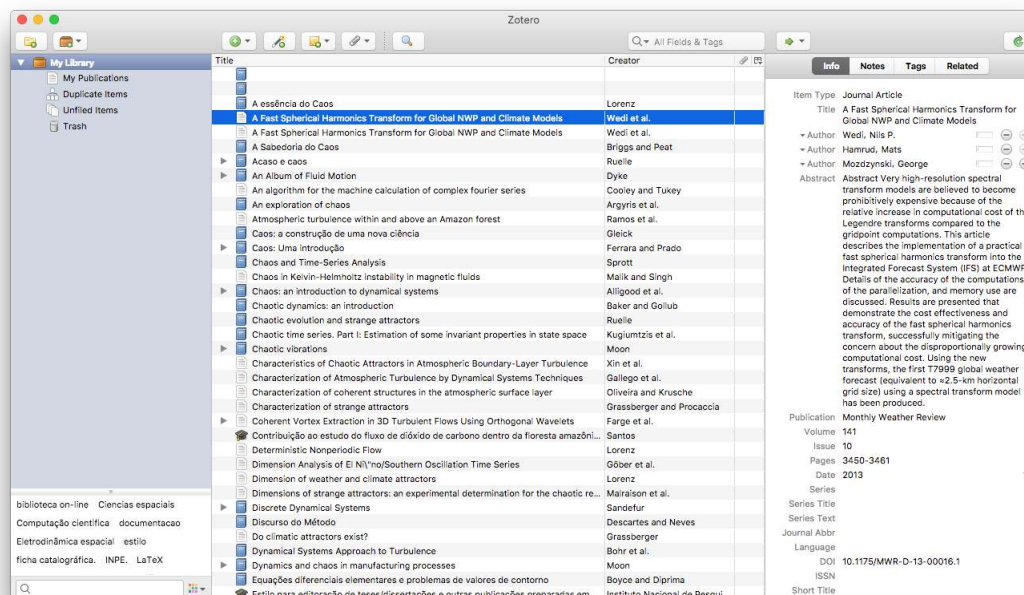 Zotero
All Fields & Tags
My Library
My Publications
Duplicate Items
Unfiled Items
Trash
biblioteca on-line Ciencias espaciais
Computação cientifica documentacao
Eletrodinâmica espacial estilo
ficha catalográfica. INPE. LaTeX
Title Creator
A essência do Caos Lorenz
A Fast Spherical Harmonics Transform for Global NWP and Climate Models Wedi et al.
A Fast Spherical Harmonics Transform for Global NWP and Climate Models Wedi et al.
A Sabedoria do Caos Briggs and Peat
Acaso e caos Ruelle
An Album of Fluid Motion Dyke
An algorithm for the machine calculation of complex fourier series Cooley and Tukey
An exploration of chaos Argyris et al.
Atmospheric turbulence within and above an Amazon forest Ramos et al.
Caos: a construção de uma nova ciência Gleick
Caos: Uma introdução Ferrara and Prado
Chaos and Time-Series Analysis Sprott
Chaos in Keivin-Helmholtz instability in magnetic fluids Malik and Singh
Chaos: an introduction to dynamical systems Alligood et al.
Chaotic dynamics: an introduction Baker and Gollub
Chaotic evolution and strange attractors Ruelle
Chaotic time series. Part I: Estimation of some invariant properties in state space Kugiumtzis et al.
Chaotic vibrations Moon
Characteristics of Chaotic Attractors in Atmospheric Boundary-Layer Turbulence Xin et al.
Characterization of Atmospheric Turbulence by Dynamical Systems Techniques Gallego et al.
Characterization of coherent structures in the atmospheric surface layer Oliveira and Krusche
Characterization of strange attractors Grassberger and Procaccia
Coherent Vortex Extraction in 3D Turbulent Flows Using Orthogonal Wavelets Farge et al.
Contribuição ao estudo do fluxo de dióxido de carbono dentro da floresta amazôni... Santos
Deterministic Nonperiodic Flow Lorenz
Dimension Analysis of El Ni\"no/Southern Oscillation Time Series Göber et al.
Dimension of weather and climate attractors Lorenz
Dimensions of strange attractors: an experimental determination for the chaotic re... Malraison et al.
Discrete Dynamical Systems Sandefur
Discurso do Método Descartes and Neves
Do climatic attractors exist? Grassberger
Dynamical Systems Approach to Turbulence Bohr et al.
Dynamics and chaos in manufacturing processes Moon
Equações diferenciais elementares e problemas de valores de contorno Boyce and Diprima
Estilo para editoração de teses/dissertações e outras publicações preparadas em Instituto Nacional de Pesqui
Info Notes Tags Related
Item Type Journal Article
Title A Fast Spherical Harmonics Transform for
Global NWP and Climate Models
Author Wedi, Nils P.
Author Hamrud, Mats
Author Mozdzynski, George
Abstract Abstract Very high-resolution spectral
transform models are believed to become
prohibitively expensive because of the
relative increase in computational cost of th
Legendre transforms compared to the
gridpoint computations. This article
describes the implementation of a practical
fast spherical harmonics transform into the
Integrated Forecast System (IFS) at ECMWF
Details of the accuracy of the computations
of the parallelization, and memory use are
discussed. Results are presented that
demonstrate the cost effectiveness and
accuracy of the fast spherical harmonics
transform, successfully mitigating the
concern about the disproportionally growing
computational cost. Using the new
transforms, the first T7999 global weather
forecast (equivalent to ≈2.5-km horizontal
grid size) using a spectral transform model
has been produced.
Publication Monthly Weather Review
Volume 141
Issue 10
Pages 3450-3461
Date 2013
Series
Series Title
Series Text
Journal Abbr
Language
DOI 10.1175/MWR-D-13-00016.1
ISSN
Short Title